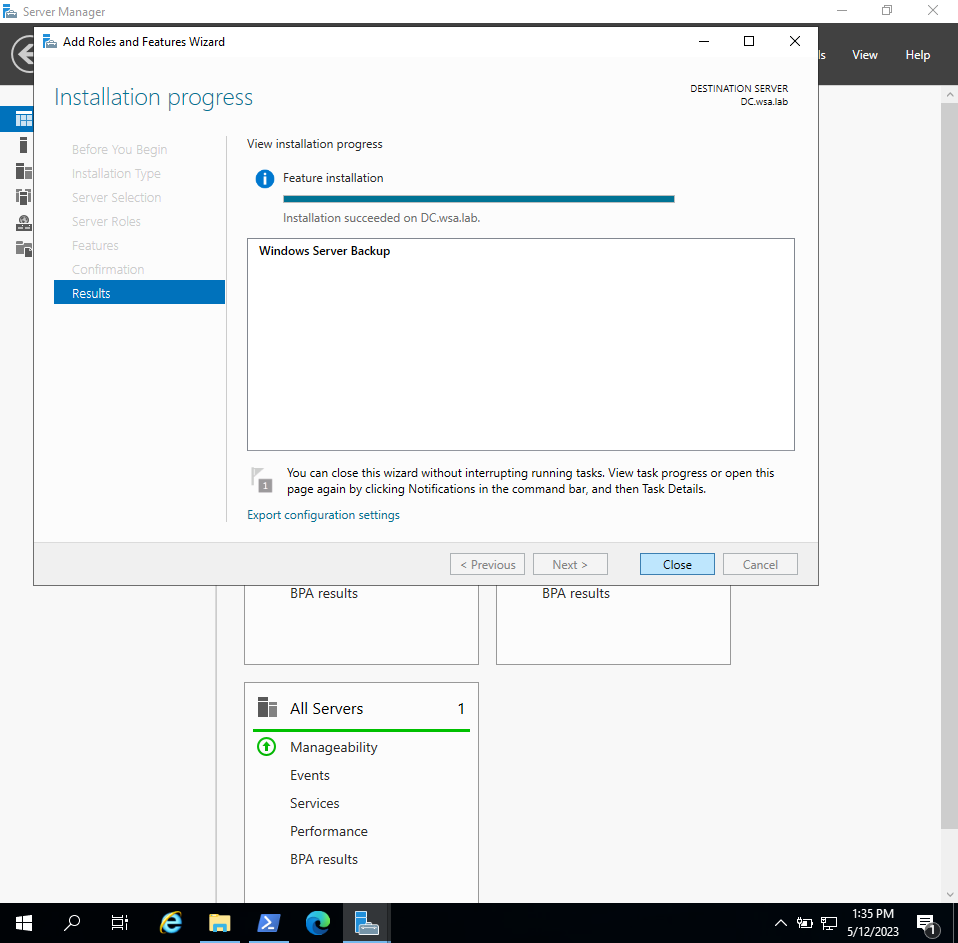 Server Manager
Add Roles and Features Wizard
ls View Help
Installation progress
DESTINATION SERVER
DC.wsa.lab
Before You Begin
Installation Type
Server Selection
Server Roles
Features
Confirmation
Results
View installation progress
Feature installation
Installation succeeded on DC.wsa.lab.
Windows Server Backup
1
You can close this wizard without interrupting running tasks. View task progress or open this
page again by clicking Notifications in the command bar, and then Task Details.
Export configuration settings
< Previous Next > Close Cancel
BPA results BPA results
All Servers 1
Manageability
Events
Services
Performance
BPA results
1:35 PM
5/12/2023
1